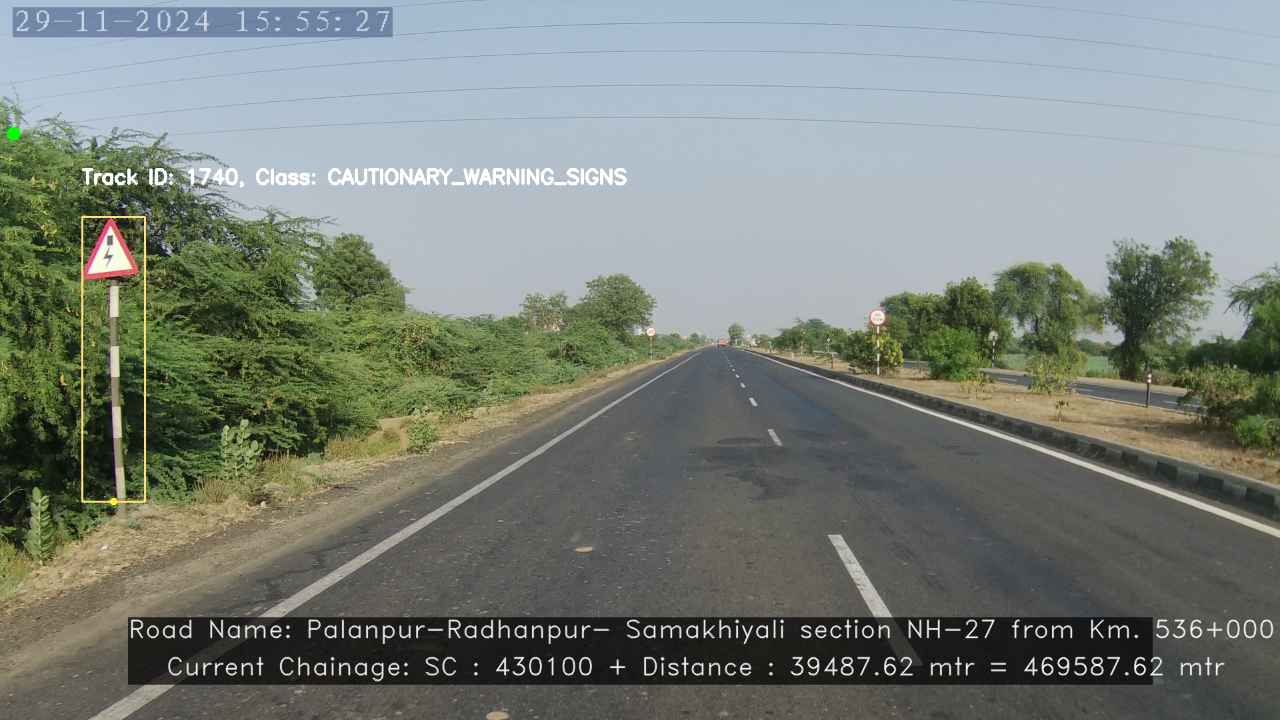 29-11-2024 15:55:27
Track ID: 1740, Class: CAUTIONARY_WARNING_SIGNS
Road Name: Palanpur-Radhanpur- Samakhiyali section NH-27 from Km. 536+000
Current Chainage: SC : 430100 + Distance : 39487.62 mtr = 469587.62 mtr